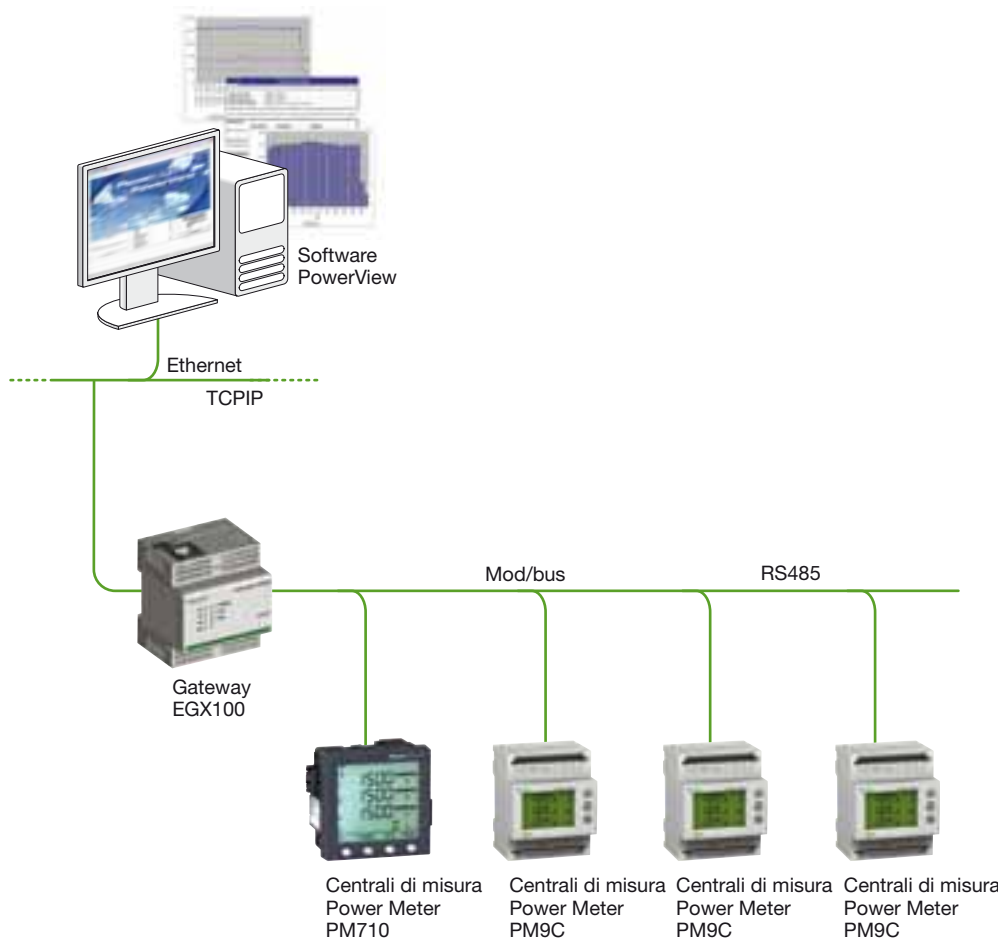 Software
PowerView
Ethernet
TCPIP
Mod/bus
RS485
Gateway
EGX100
Centrali di misura
Power Meter
PM710
Centrali di misura
Power Meter
PM9C
Centrali di misura
Power Meter
PM9C
Centrali di misura
Power Meter
PM9C